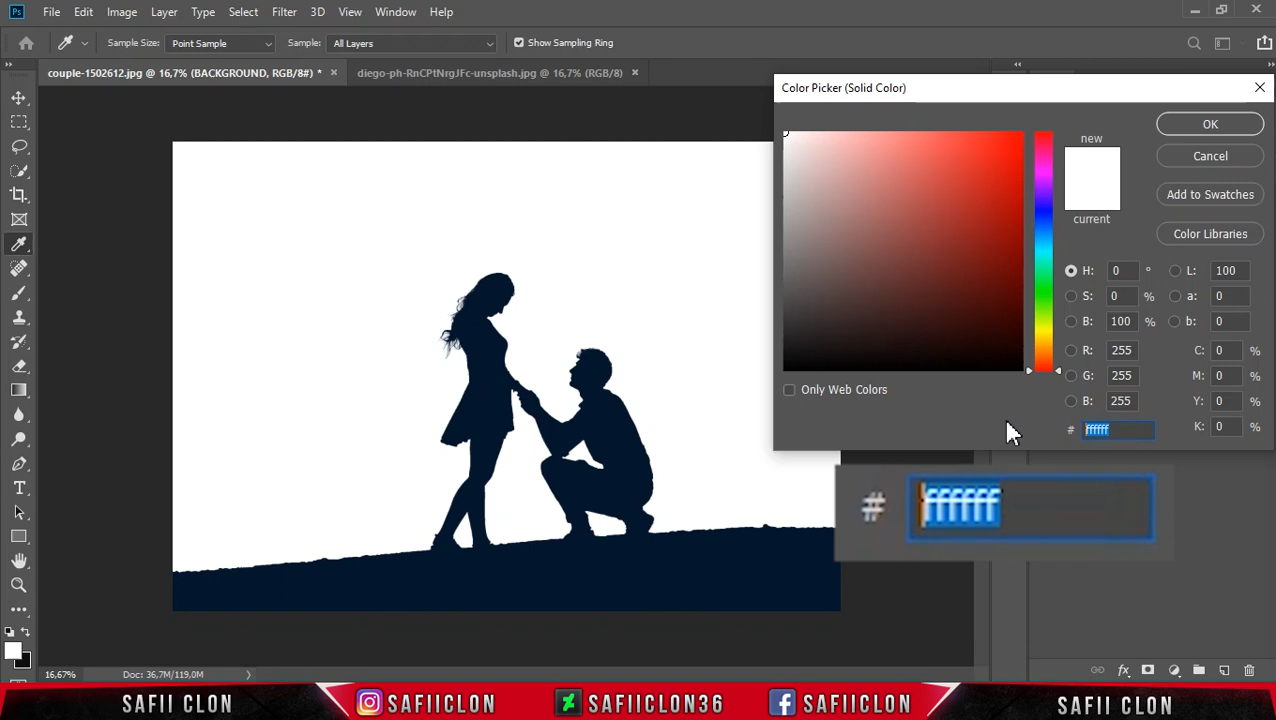 Ps File Edit Image Layer Type Select Filter 3D View Window Help
Sample Size: Point Sample Sample: All Layers Show Sampling Ring
couple-1502612.jpg @ 16,7% (BACKGROUND, RGB/8#) * × diego-ph-RnCPtNrgJFc-unsplash.jpg @ 16,7% (RGB/8) ×
Color Picker (Solid Color)
new
current
OK
Cancel
Add to Swatches
Color Libraries
H: 0 ° L: 100
S: 0 % a: 0
B: 100 % b: 0
R: 255 C: 0 %
G: 255 M: 0 %
B: 255 Y: 0 %
# ffffff K: 0 %
Only Web Colors
# ffffff
16,67% Doc: 36,7M/119,0M
SAFII CLON SAFIICLON SAFIICLON36 SAFIICLON SAFII CLON